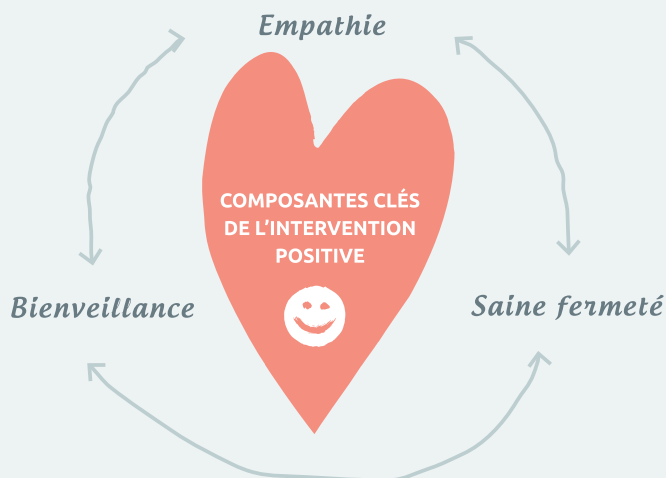 Empathie
COMPOSANTES CLÉS
DE L'INTERVENTION
POSITIVE
Bienveillance
Saine fermeté